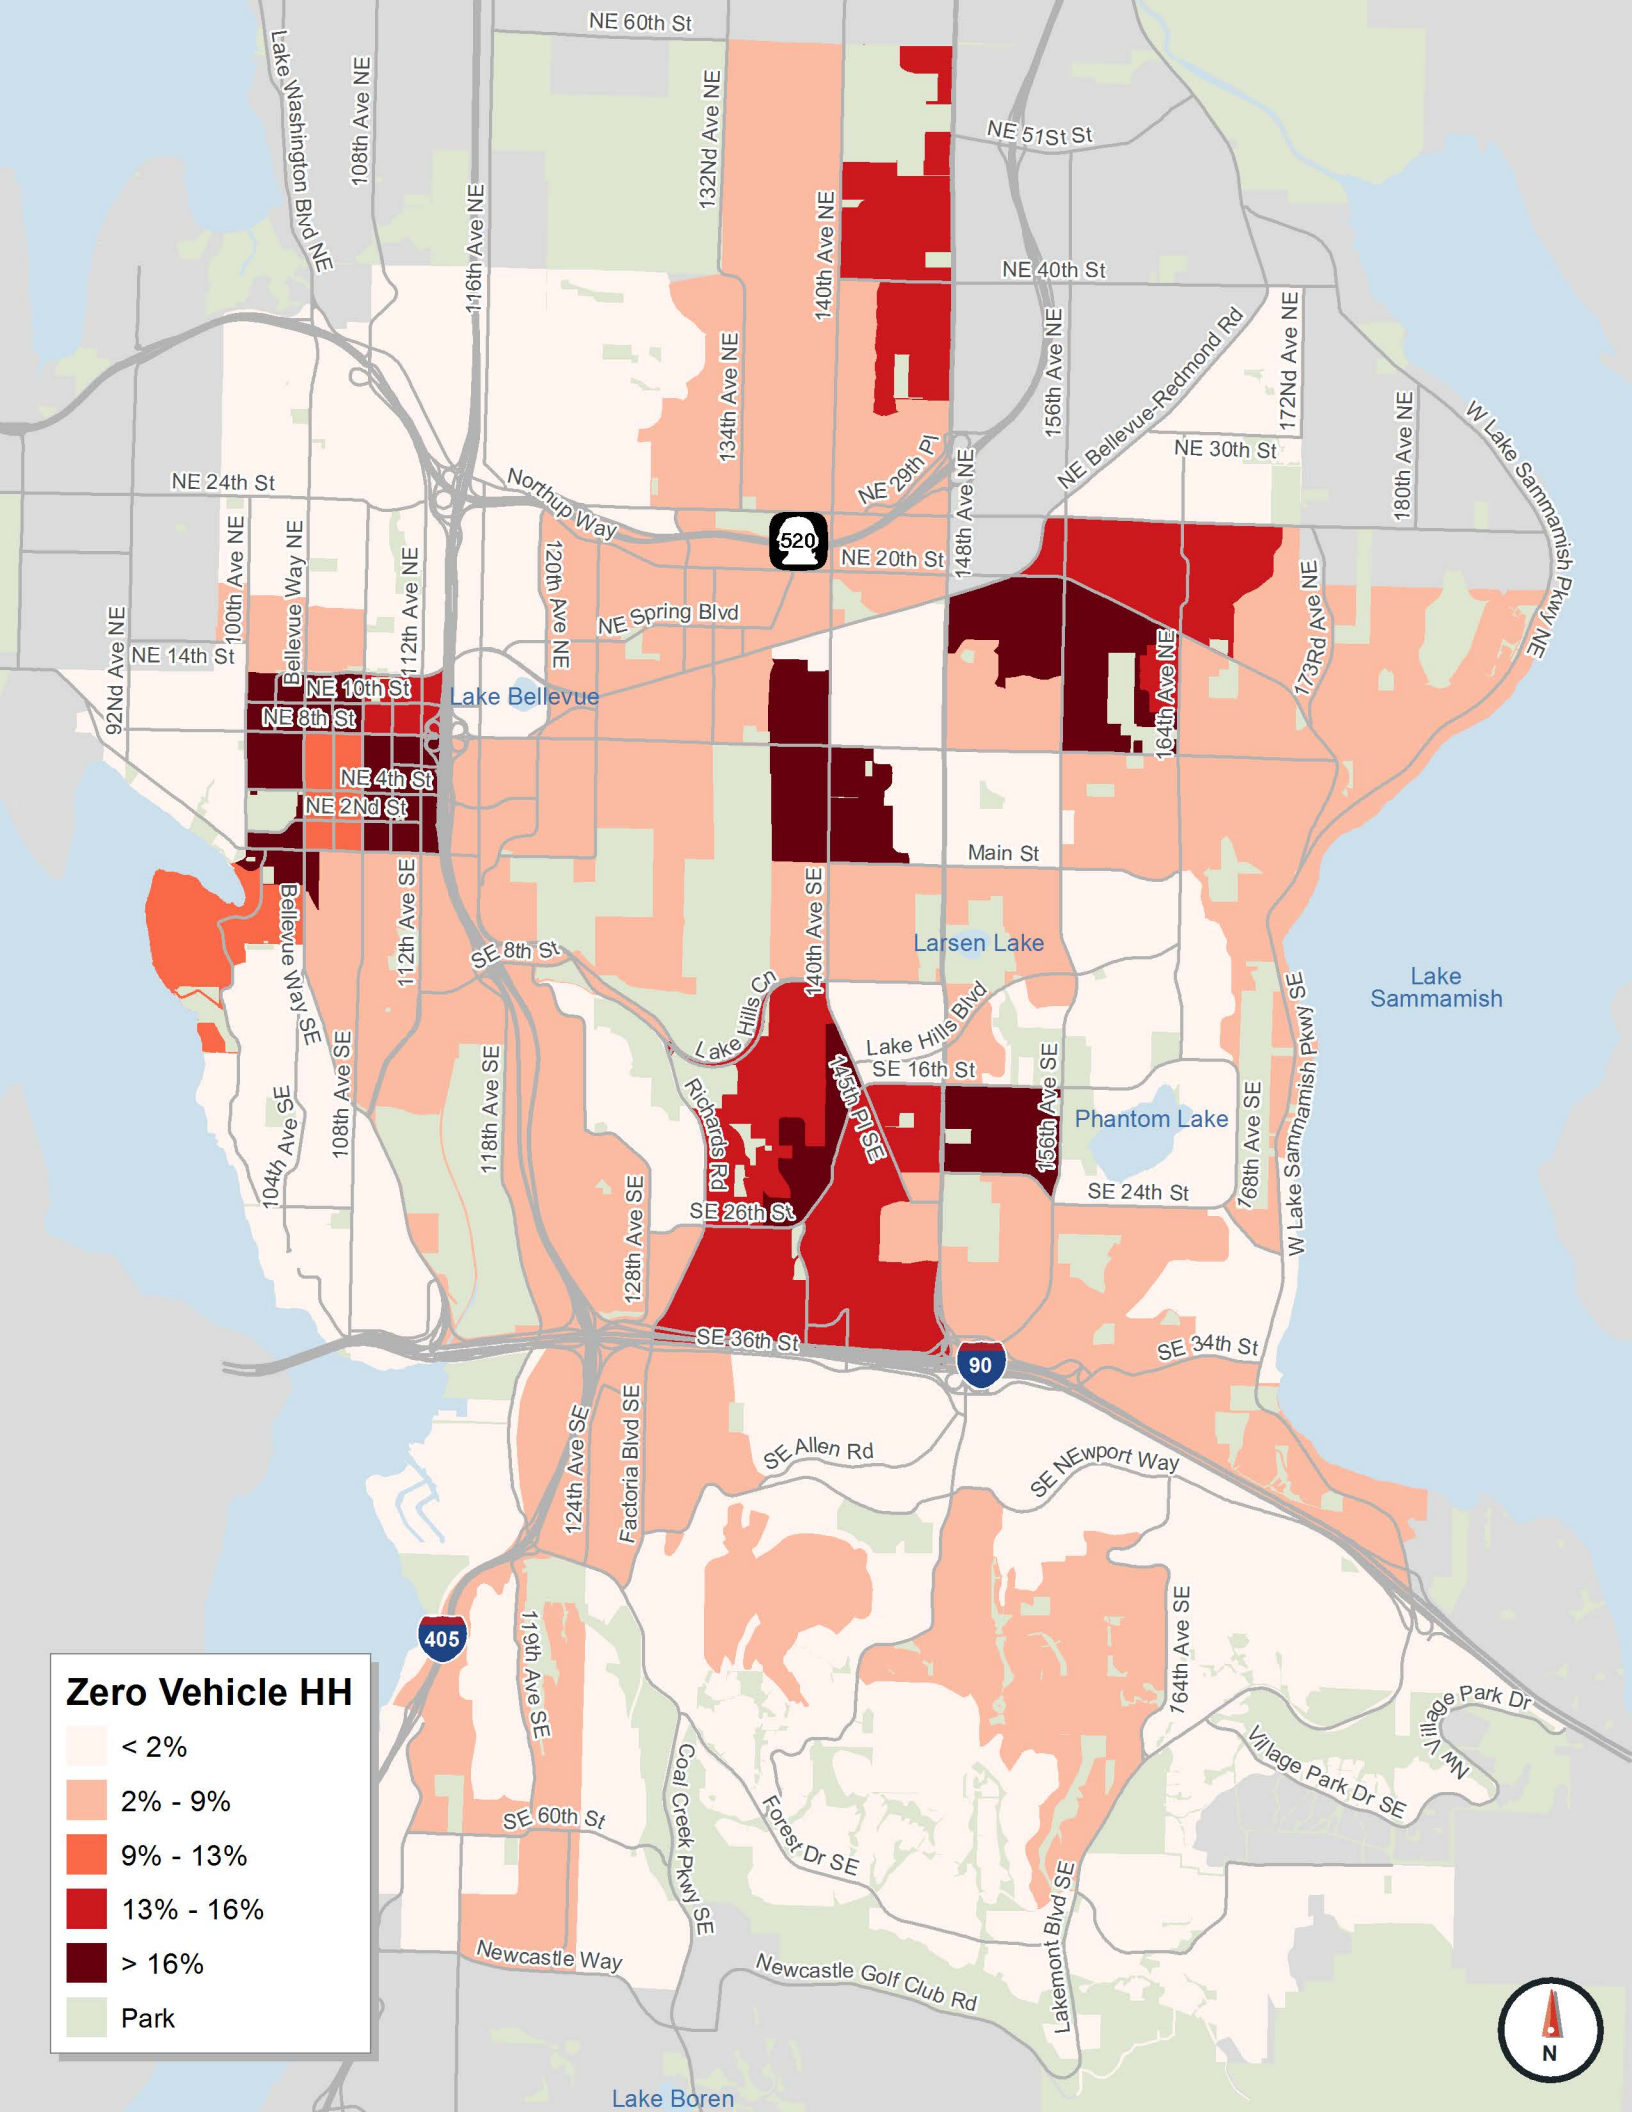 NE 60th St
Lake Washington Blvd NE
108th Ave NE
132Nd Ave NE
NE 51St St
116th Ave NE
140th Ave NE
NE 40th St
134th Ave NE
156th Ave NE
NE Bellevue-Redmond Rd
172Nd Ave NE
180th Ave NE
W Lake Sammamish Pkwy NE
NE 30th St
NE 29th Pl
148th Ave NE
NE 24th St
Northup Way
520
NE 20th St
100th Ave NE
Bellevue Way NE
112th Ave NE
120th Ave NE
NE Spring Blvd
173Rd Ave NE
92Nd Ave NE
NE 14th St
164th Ave NE
NE 10th St
Lake Bellevue
NE 8th St
NE 4th St
NE 2Nd St
Main St
112th Ave SE
Bellevue Way SE
140th Ave SE
SE 8th St
Larsen Lake
Lake
Sammamish
Lake Hills Cn
Lake Hills Blvd
W Lake Sammamish Pkwy SE
108th Ave SE
118th Ave SE
SE 16th St
145th Pl SE
156th Ave SE
Richards Rd
Phantom Lake
168th Ave SE
104th Ave SE
SE 24th St
SE 26th St
128th Ave SE
SE 36th St
SE 34th St
90
124th Ave SE
Factoria Blvd SE
SE Allen Rd
SE NEwport Way
405
119th Ave SE
164th Ave SE
NW Village Park Dr
Village Park Dr SE
Coal Creek Pkwy SE
Forest Dr SE
SE 60th St
Lakemont Blvd SE
Newcastle Way
Newcastle Golf Club Rd
Lake Boren
Zero Vehicle HH
< 2%
2% - 9%
9% - 13%
13% - 16%
> 16%
Park
N